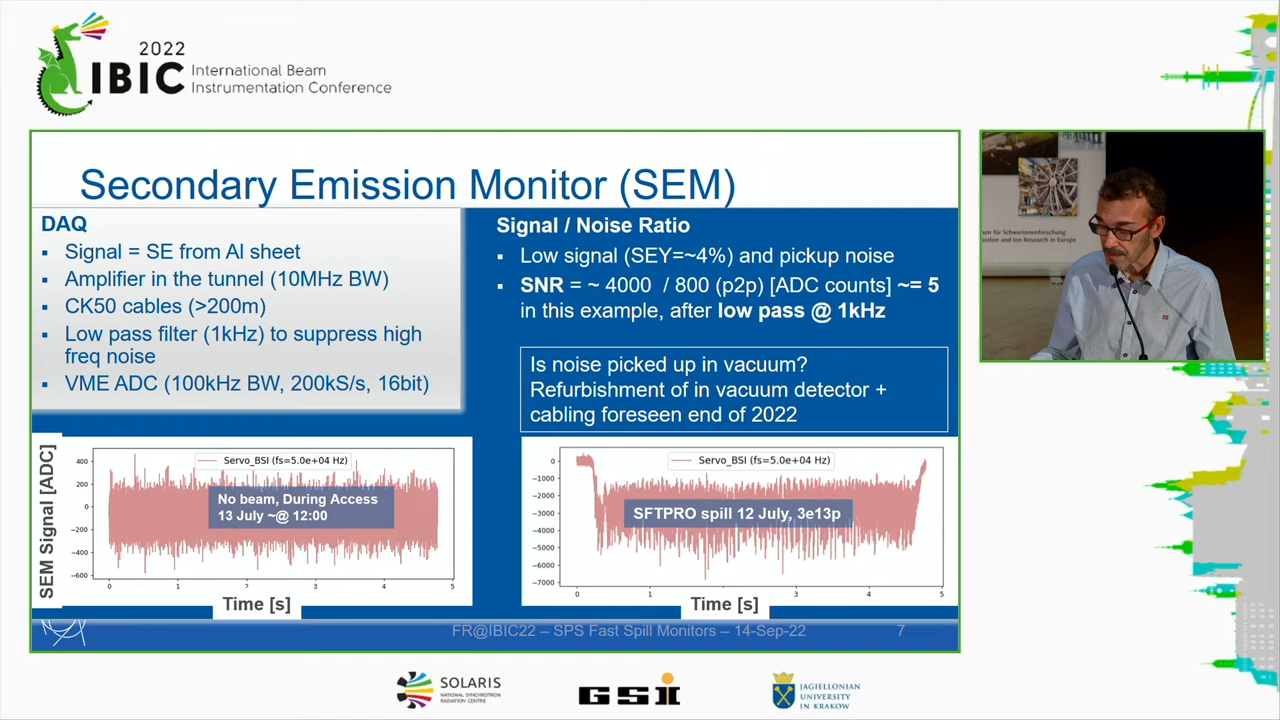 2022
IBIC
International Beam
Instrumentation Conference
Secondary Emission Monitor (SEM)
DAQ
▪ Signal = SE from Al sheet
▪ Amplifier in the tunnel (10MHz BW)
▪ CK50 cables (>200m)
▪ Low pass filter (1kHz) to suppress high
freq noise
▪ VME ADC (100kHz BW, 200kS/s, 16bit)
Signal / Noise Ratio
▪ Low signal (SEY=~4%) and pickup noise
▪ SNR = ~ 4000 / 800 (p2p) [ADC counts] ~= 5
in this example, after low pass @ 1kHz
Is noise picked up in vacuum?
Refurbishment of in vacuum detector +
cabling foreseen end of 2022
SEM Signal [ADC]
Servo_BSI (fs=5.0e+04 Hz)
400
200
0
−200
−400
−600
No beam, During Access
13 July ~@ 12:00
0 1 2 3 4 5
Time [s]
Servo_BSI (fs=5.0e+04 Hz)
0
−1000
−2000
−3000
−4000
−5000
−6000
−7000
SFTPRO spill 12 July, 3e13p
0 1 3 4 5
Time [s]
FR@IBIC22 – SPS Fast Spill Monitors – 14-Sep-22 7
proton and Ion Research in Europe
SOLARIS
NATIONAL SYNCHROTRON
RADIATION CENTRE
GSI
JAGIELLONIAN
UNIVERSITY
IN KRAKÓW